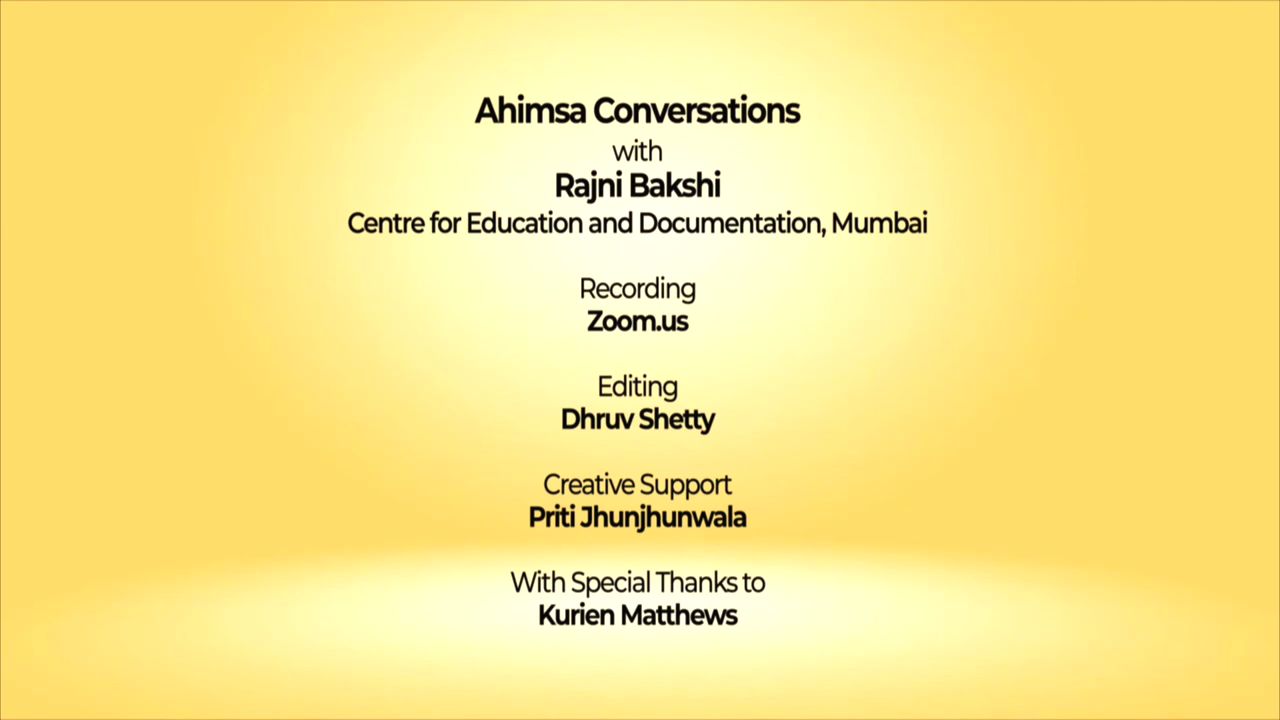 Ahimsa Conversations
with
Rajni Bakshi
Centre for Education and Documentation, Mumbai
Recording
Zoom.us
Editing
Dhruv Shetty
Creative Support
Priti Jhunjhunwala
With Special Thanks to
Kurien Matthews